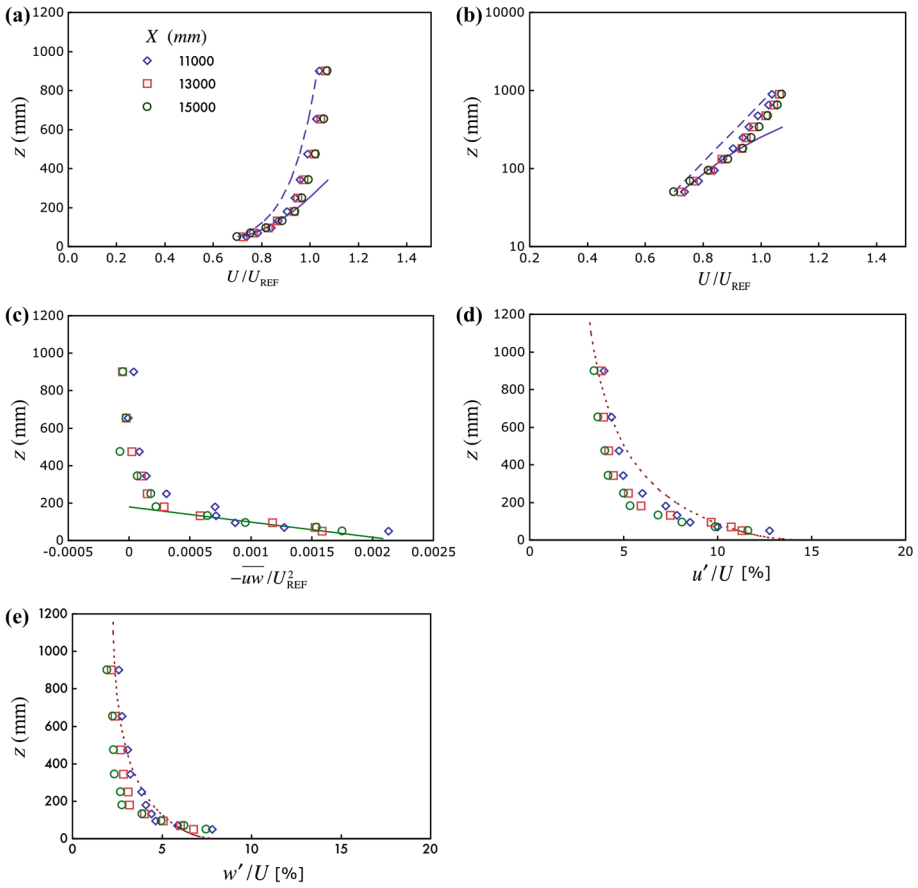 (a)
1200
1000
800
600
400
200
0
z (mm)
X (mm)
11000
13000
15000
0.0 0.2 0.4 0.6 0.8 1.0 1.2 1.4
U/U_REF
(b)
10000
1000
100
10
z (mm)
0.2 0.4 0.6 0.8 1.0 1.2 1.4
U/U_REF
(c)
1200
1000
800
600
400
200
0
z (mm)
-0.0005 0 0.0005 0.001 0.0015 0.002 0.0025
−u̅w̅/U²_REF
(d)
1200
1000
800
600
400
200
0
z (mm)
0 5 10 15 20
u′/U [%]
(e)
1200
1000
800
600
400
200
0
z (mm)
0 5 10 15 20
w′/U [%]